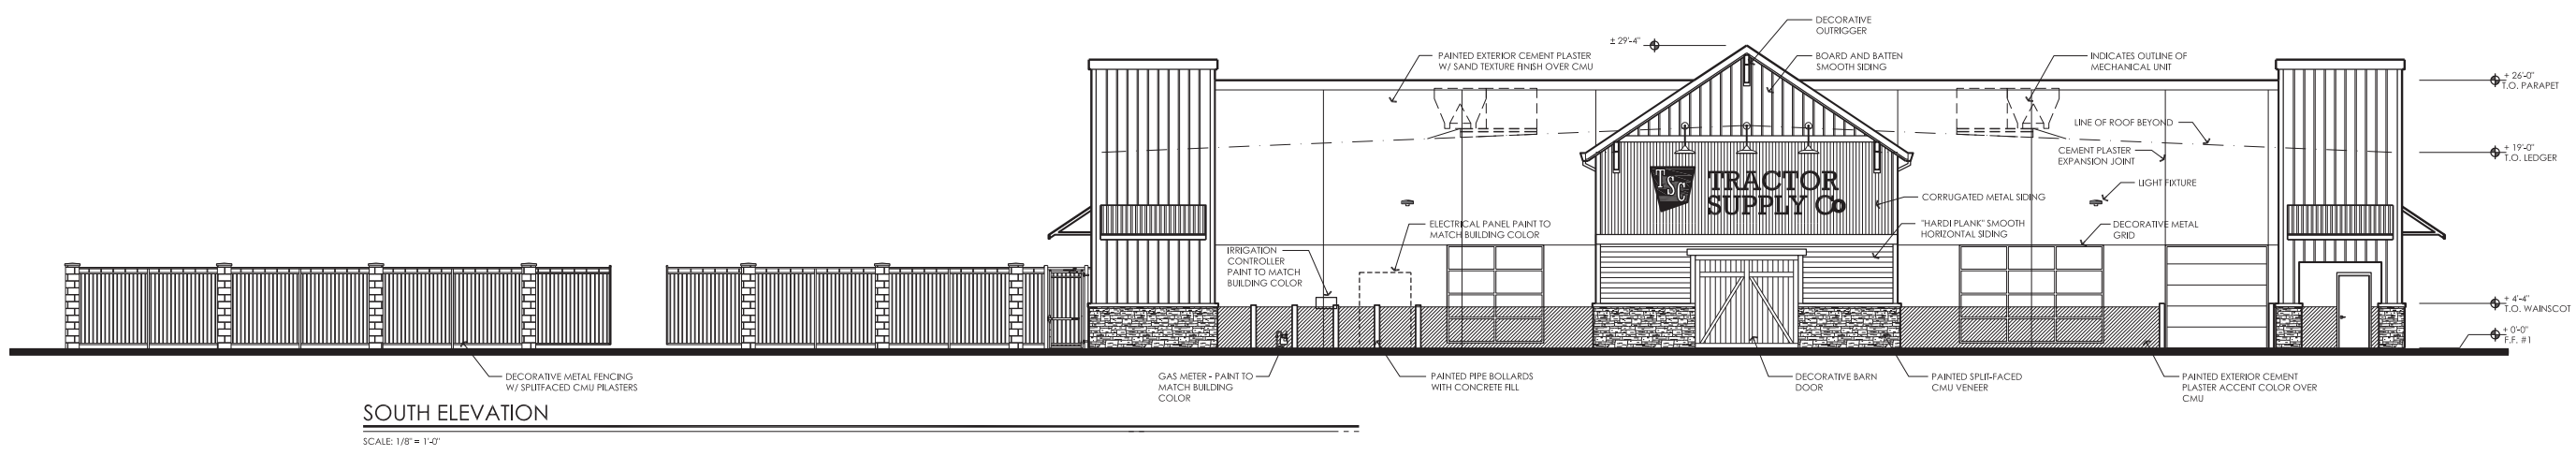 DECORATIVE
OUTRIGGER
± 29'-4"
PAINTED EXTERIOR CEMENT PLASTER
W/ SAND TEXTURE FINISH OVER CMU
BOARD AND BATTEN
SMOOTH SIDING
INDICATES OUTLINE OF
MECHANICAL UNIT
+ 26'-0"
T.O. PARAPET
LINE OF ROOF BEYOND
CEMENT PLASTER
EXPANSION JOINT
+ 19'-0"
T.O. LEDGER
TSC
TRACTOR
SUPPLY Co
LIGHT FIXTURE
CORRUGATED METAL SIDING
ELECTRICAL PANEL PAINT TO
MATCH BUILDING COLOR
"HARDI PLANK" SMOOTH
HORIZONTAL SIDING
DECORATIVE METAL
GRID
IRRIGATION
CONTROLLER
PAINT TO MATCH
BUILDING COLOR
+ 4'-4"
T.O. WAINSCOT
+ 0'-0"
F.F. #1
DECORATIVE METAL FENCING
W/ SPLITFACED CMU PILASTERS
GAS METER - PAINT TO
MATCH BUILDING
COLOR
PAINTED PIPE BOLLARDS
WITH CONCRETE FILL
DECORATIVE BARN
DOOR
PAINTED SPLIT-FACED
CMU VENEER
PAINTED EXTERIOR CEMENT
PLASTER ACCENT COLOR OVER
CMU
SOUTH ELEVATION
SCALE: 1/8" = 1'-0"